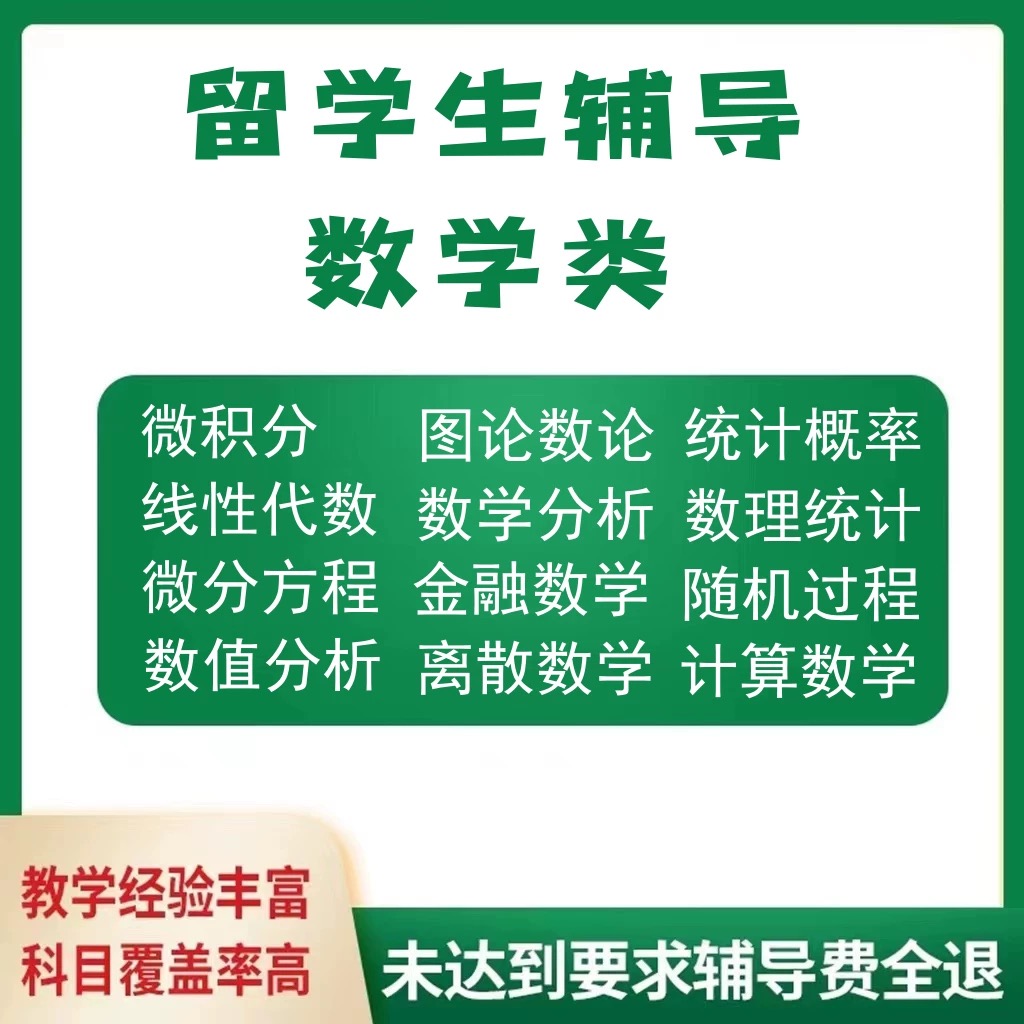 留学生辅导
数学类
微积分 图论数论 统计概率
线性代数 数学分析 数理统计
微分方程 金融数学 随机过程
数值分析 离散数学 计算数学
教学经验丰富
科目覆盖率高
未达到要求辅导费全退